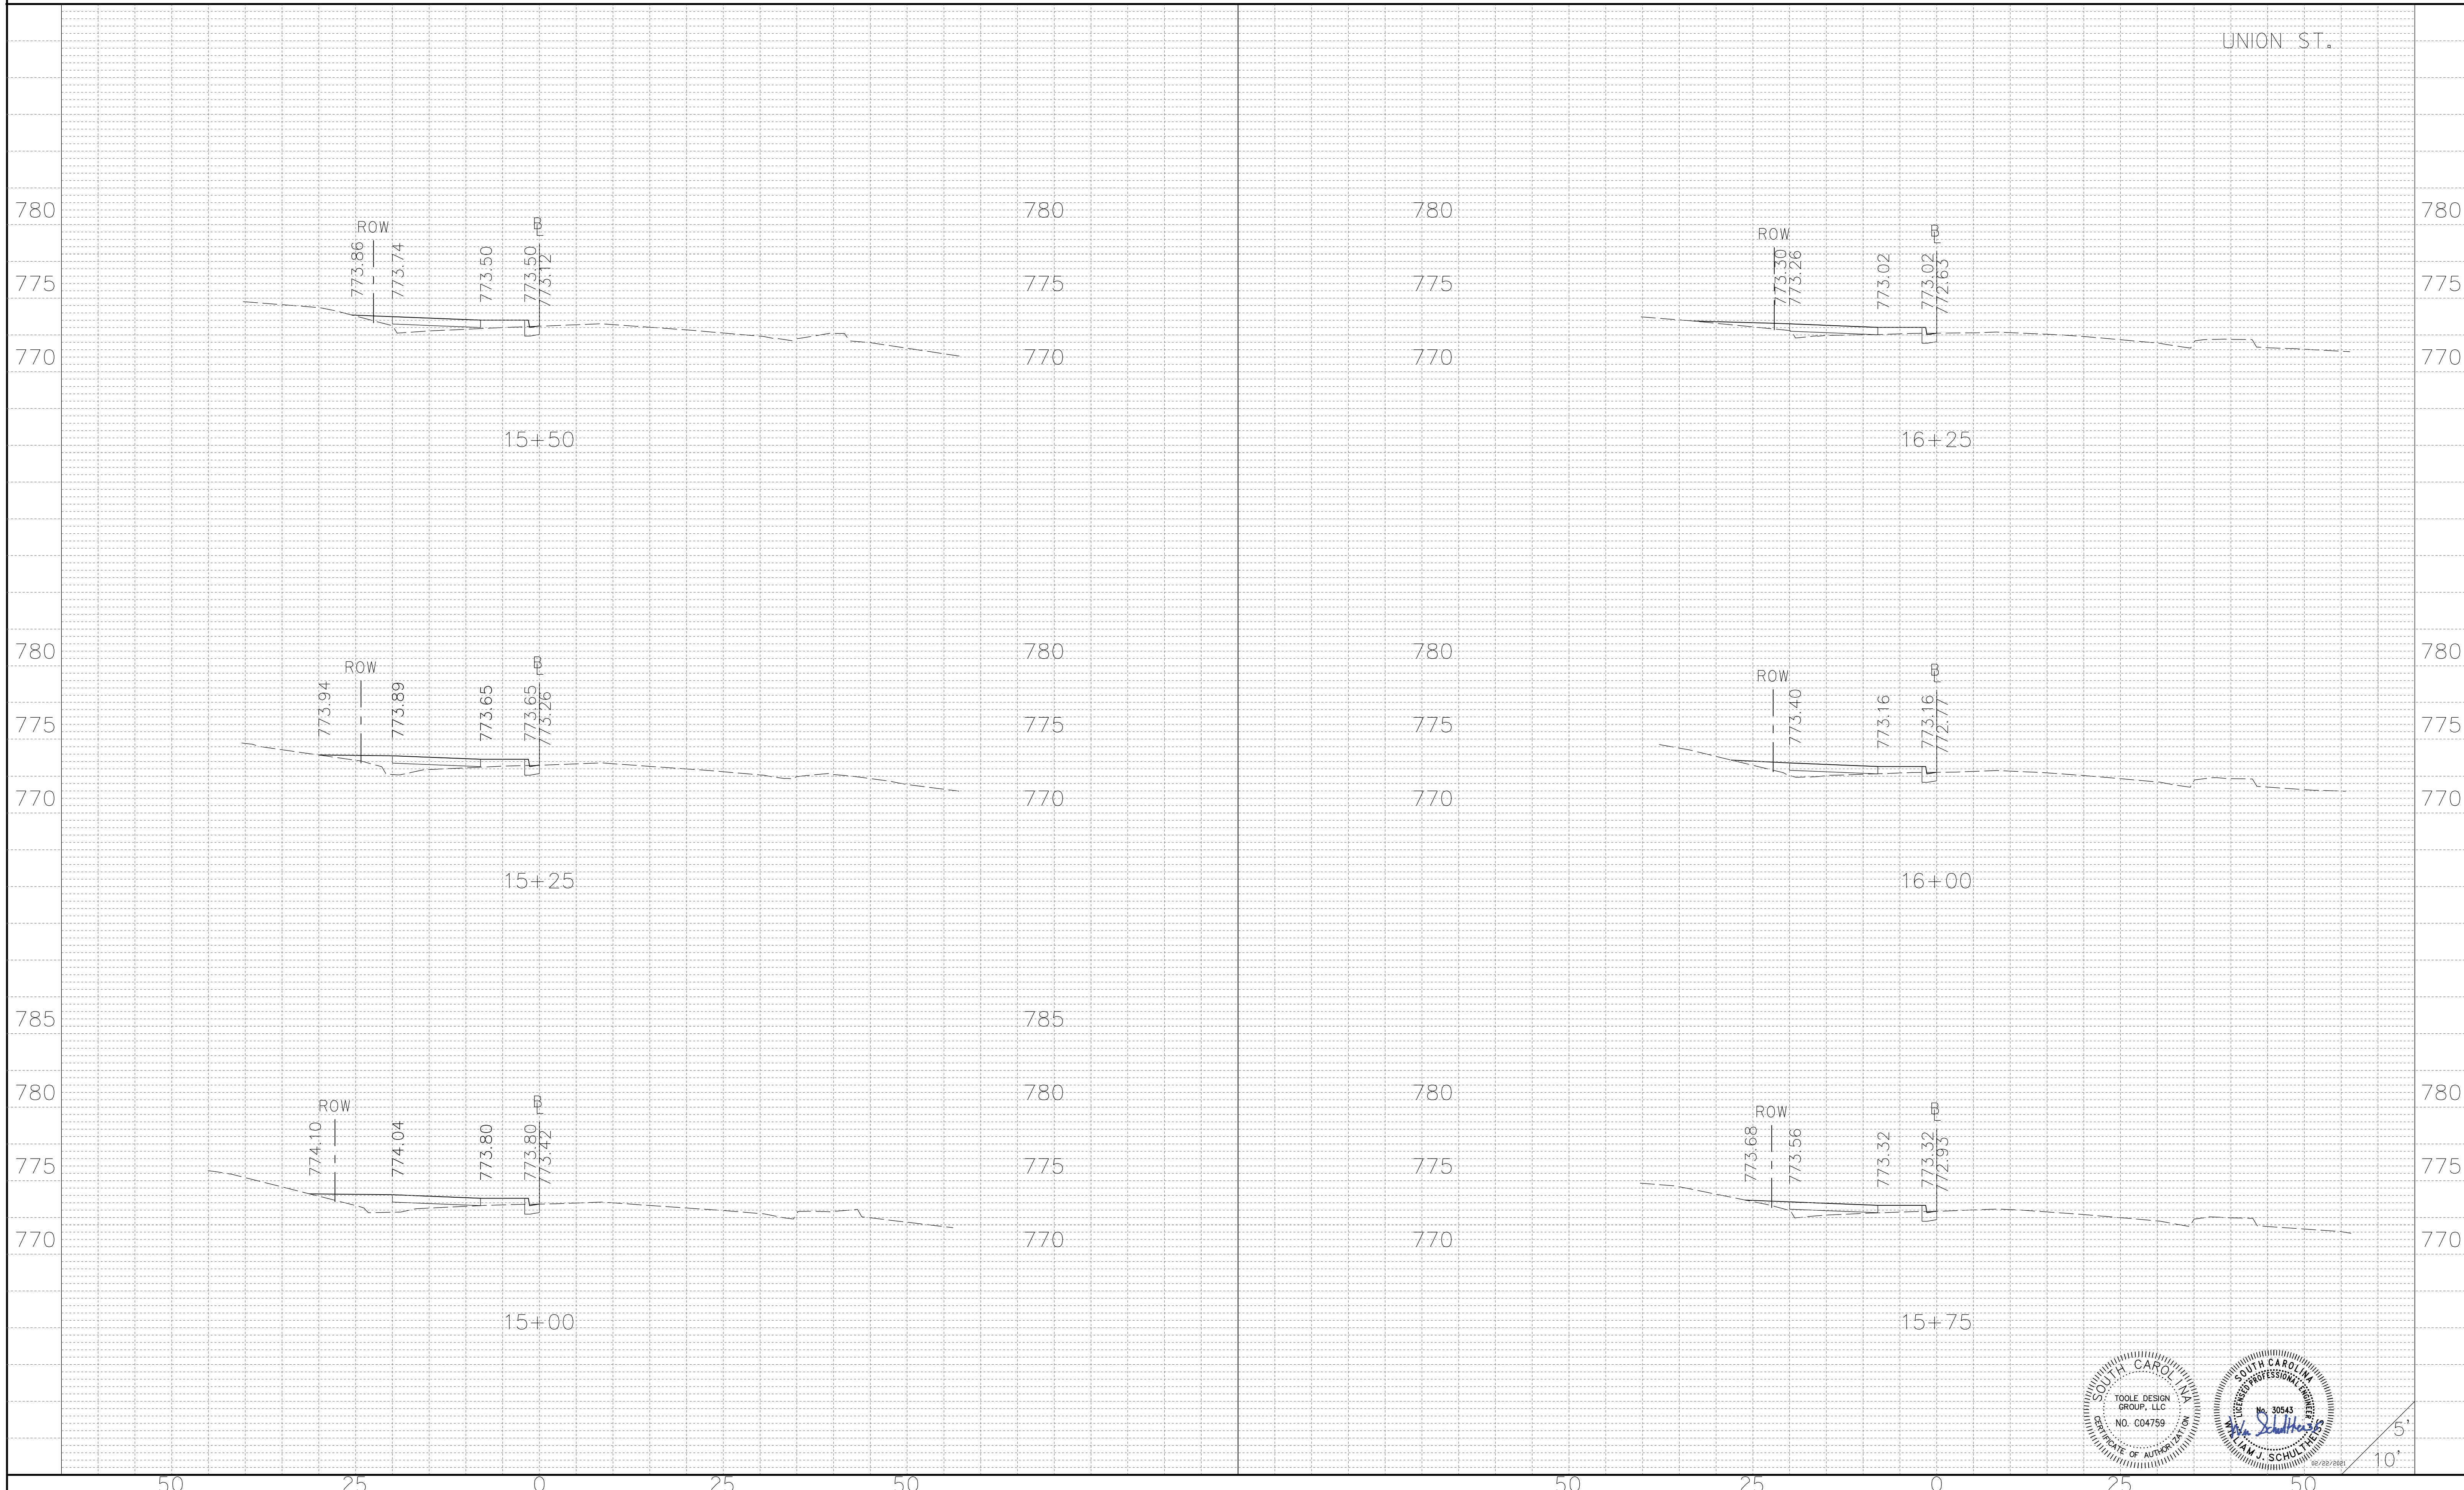 UNION ST.
780 780
ROW
B
L
773.86
773.74
773.50
773.50
773.12
775 775
770 770
15+50
780 780
ROW
B
L
773.94
773.89
773.65
773.65
773.26
775 775
770 770
15+25
785 785
780 780
ROW
B
L
774.10
774.04
773.80
773.80
773.42
775 775
770 770
15+00
50 25 0 25 50
780 780
ROW
B
L
773.30
773.26
773.02
773.02
772.63
775 775
770 770
16+25
780 780
ROW
B
L
773.40
773.16
773.16
772.77
775 775
770 770
16+00
780 780
ROW
B
L
773.68
773.56
773.32
773.32
772.93
775 775
770 770
15+75
50 25 0 25 50
SOUTH CAROLINA
TOOLE DESIGN
GROUP, LLC
NO. C04759
CERTIFICATE OF AUTHORIZATION
SOUTH CAROLINA
LICENSED PROFESSIONAL ENGINEER
No. 30543
Wm Schultheiss
WILLIAM J. SCHULTHEISS
02/22/2021
5'
10'